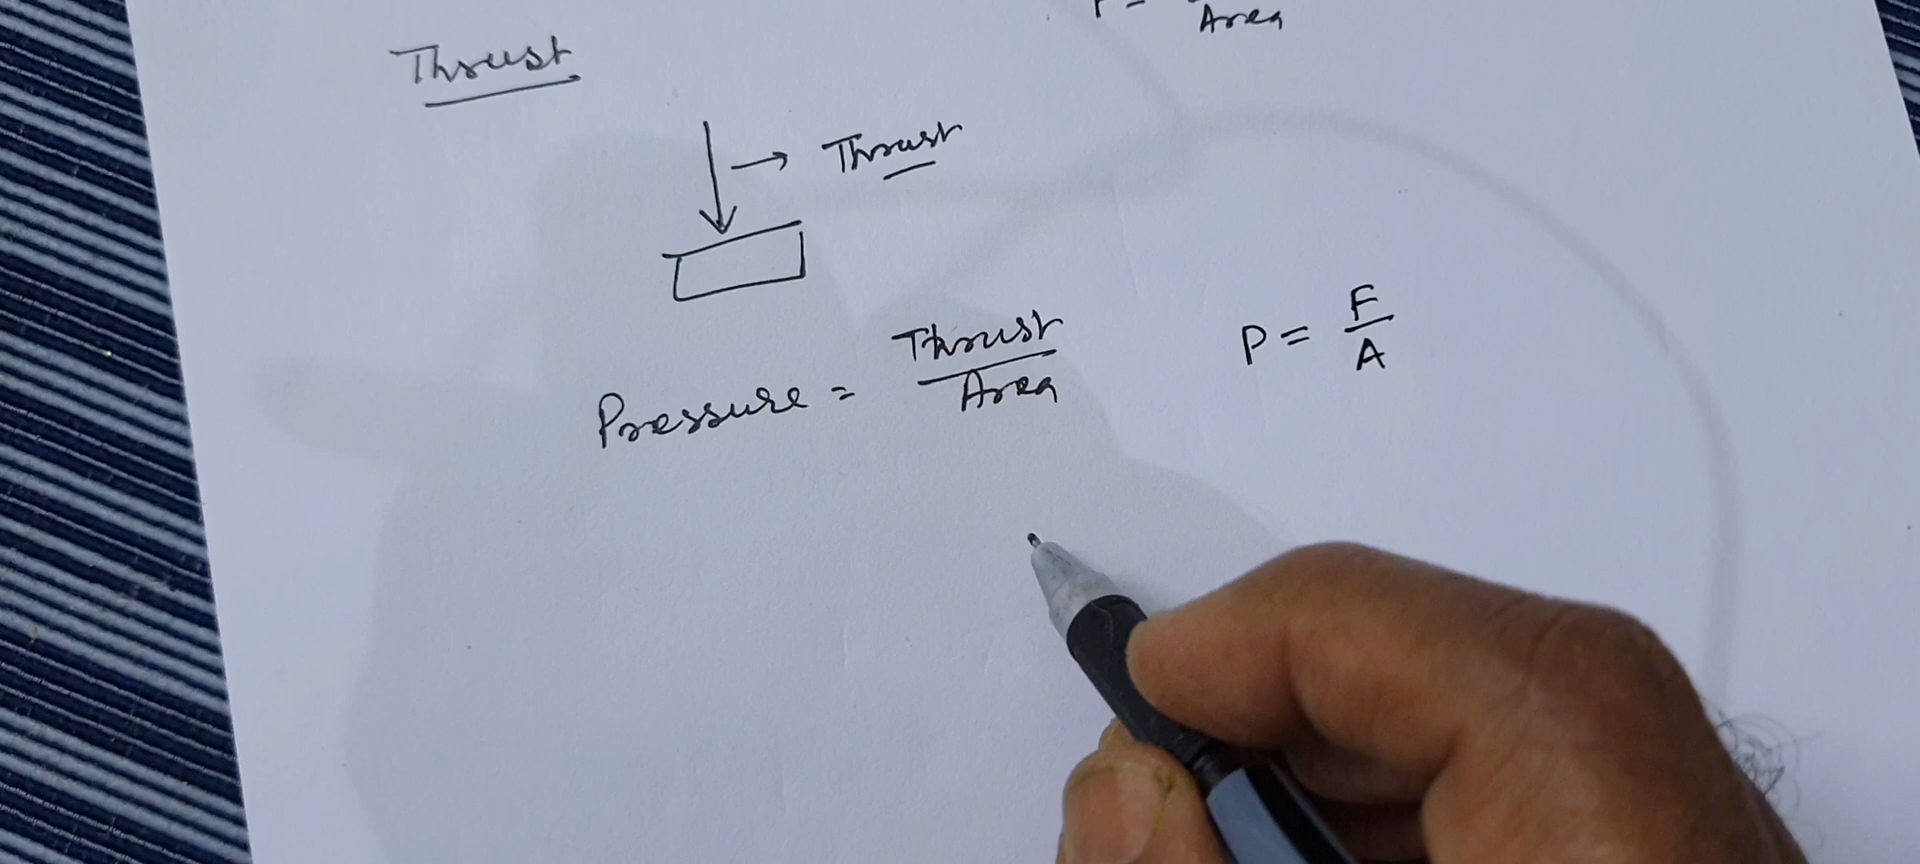 P = 
Area
Thrust
→ Thrust
Pressure = Thrust
Area
P = F
A